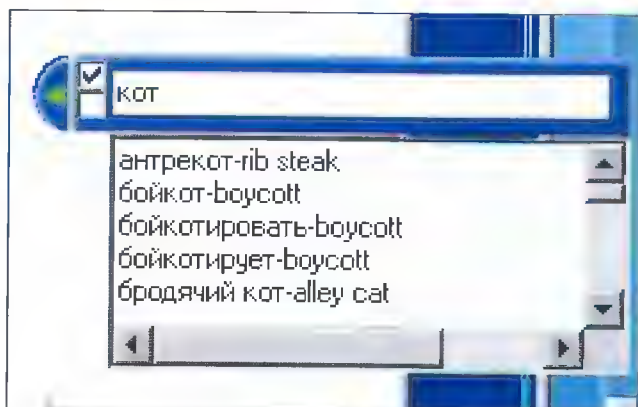 кот
антрекот-rib steak
бойкот-boycott
бойкотировать-boycott
бойкотирует-boycott
бродячий кот-alley cat